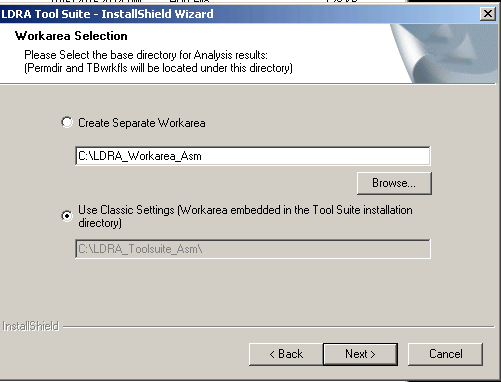 LDRA Tool Suite - InstallShield Wizard
Workarea Selection
Please Select the base directory for Analysis results:
(Permdir and TBwrkfls will be located under this directory)
Create Separate Workarea
C:\LDRA_Workarea_Asm
Browse...
Use Classic Settings (Workarea embedded in the Tool Suite installation
directory)
C:\LDRA_Toolsuite_Asm\
InstallShield
< Back
Next >
Cancel